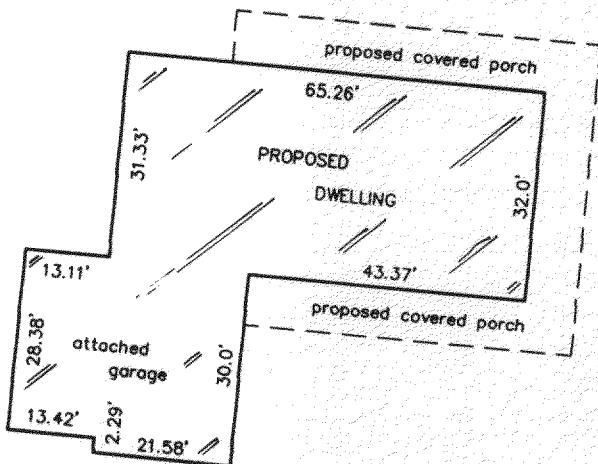 proposed covered porch
65.26'
31.33'
PROPOSED
DWELLING
32.0'
13.11'
43.37'
proposed covered porch
28.38'
attached
garage
30.0'
13.42'
2.29'
21.58'